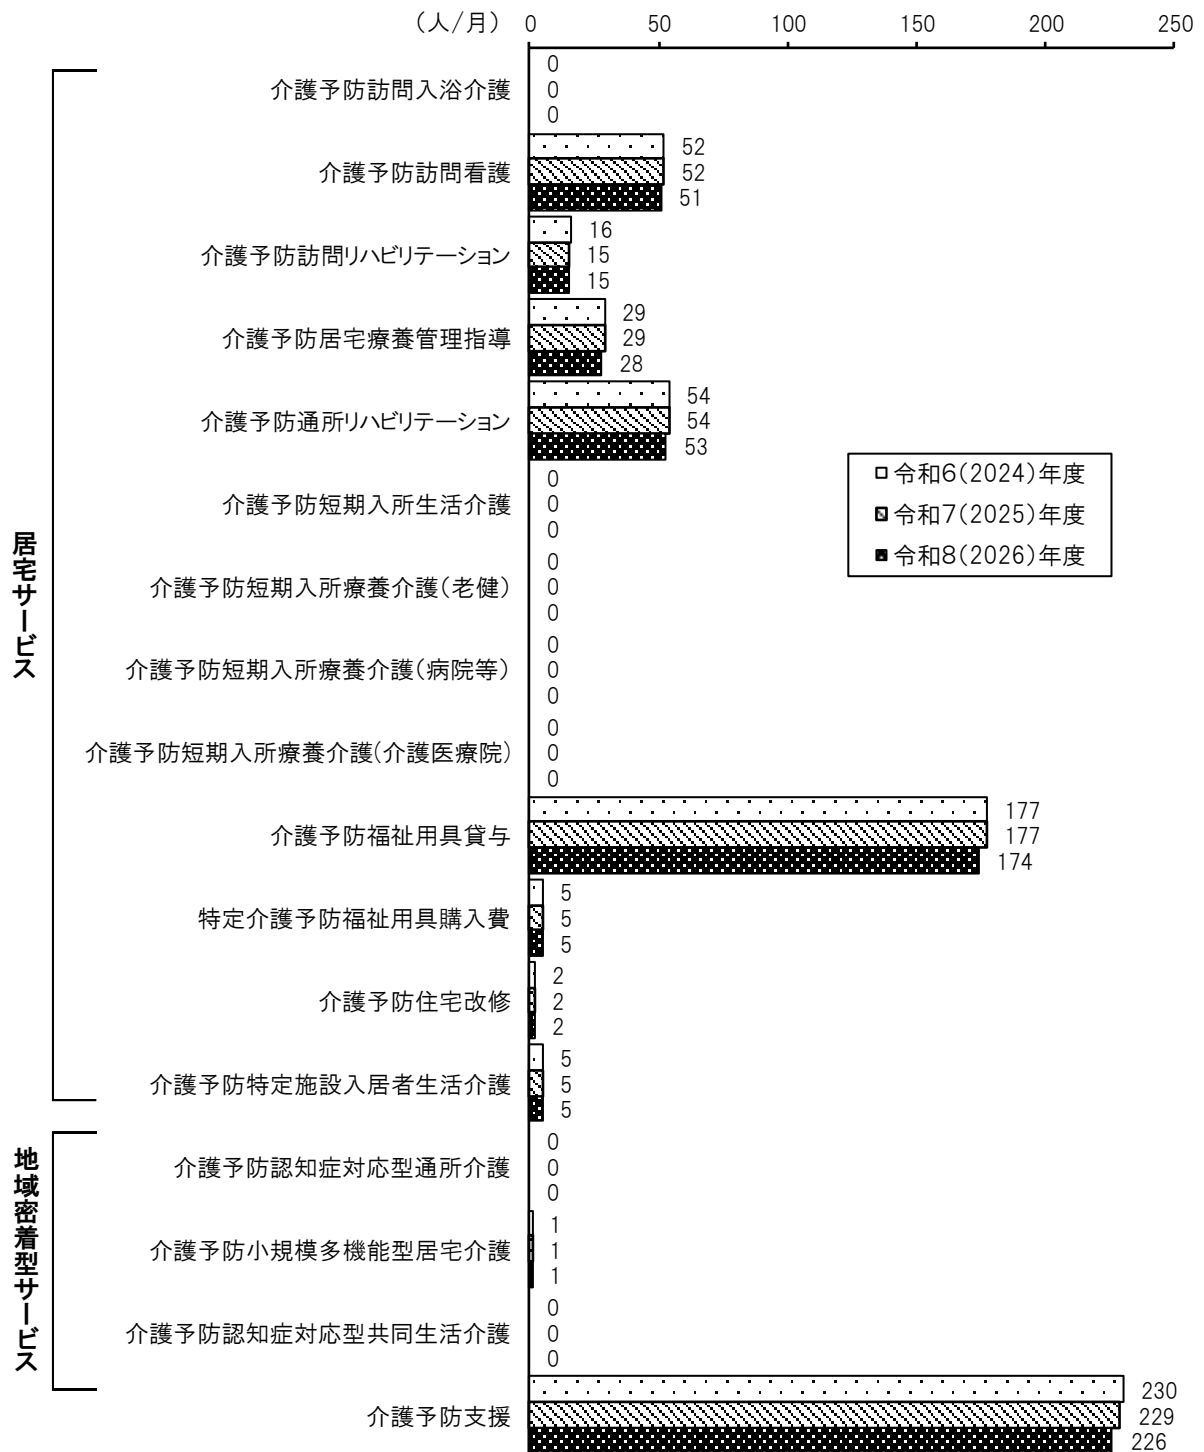 （人/月）
0 50 100 150 200 250
居宅サービス
介護予防訪問入浴介護
0
0
0
介護予防訪問看護
52
52
51
介護予防訪問リハビリテーション
16
15
15
介護予防居宅療養管理指導
29
29
28
介護予防通所リハビリテーション
54
54
53
介護予防短期入所生活介護
0
0
0
介護予防短期入所療養介護（老健）
0
0
0
介護予防短期入所療養介護（病院等）
0
0
0
介護予防短期入所療養介護（介護医療院）
0
0
0
介護予防福祉用具貸与
177
177
174
特定介護予防福祉用具購入費
5
5
5
介護予防住宅改修
2
2
2
介護予防特定施設入居者生活介護
5
5
5
地域密着型サービス
介護予防認知症対応型通所介護
0
0
0
介護予防小規模多機能型居宅介護
1
1
1
介護予防認知症対応型共同生活介護
0
0
0
介護予防支援
230
229
226
令和6（2024）年度
令和7（2025）年度
令和8（2026）年度